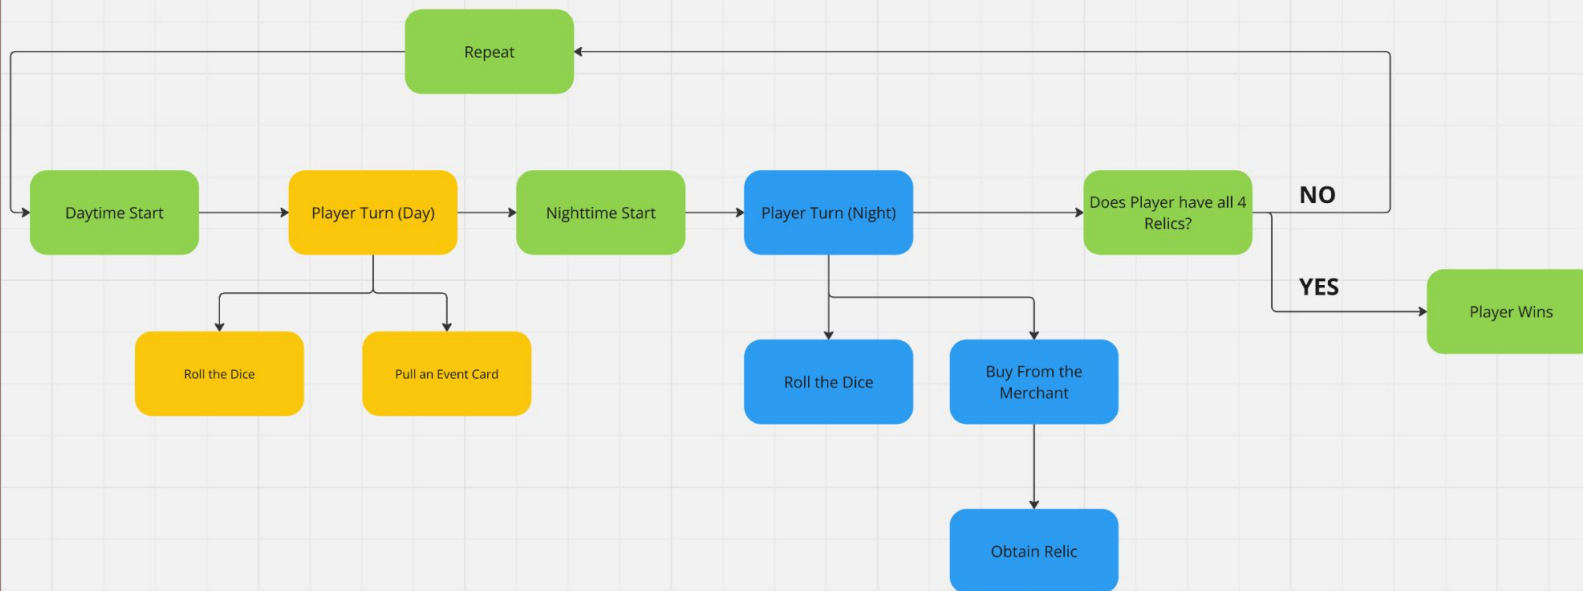 Repeat
Daytime Start
Player Turn (Day)
Nighttime Start
Player Turn (Night)
Does Player have all 4
Relics?
NO
YES
Player Wins
Roll the Dice
Pull an Event Card
Roll the Dice
Buy From the
Merchant
Obtain Relic